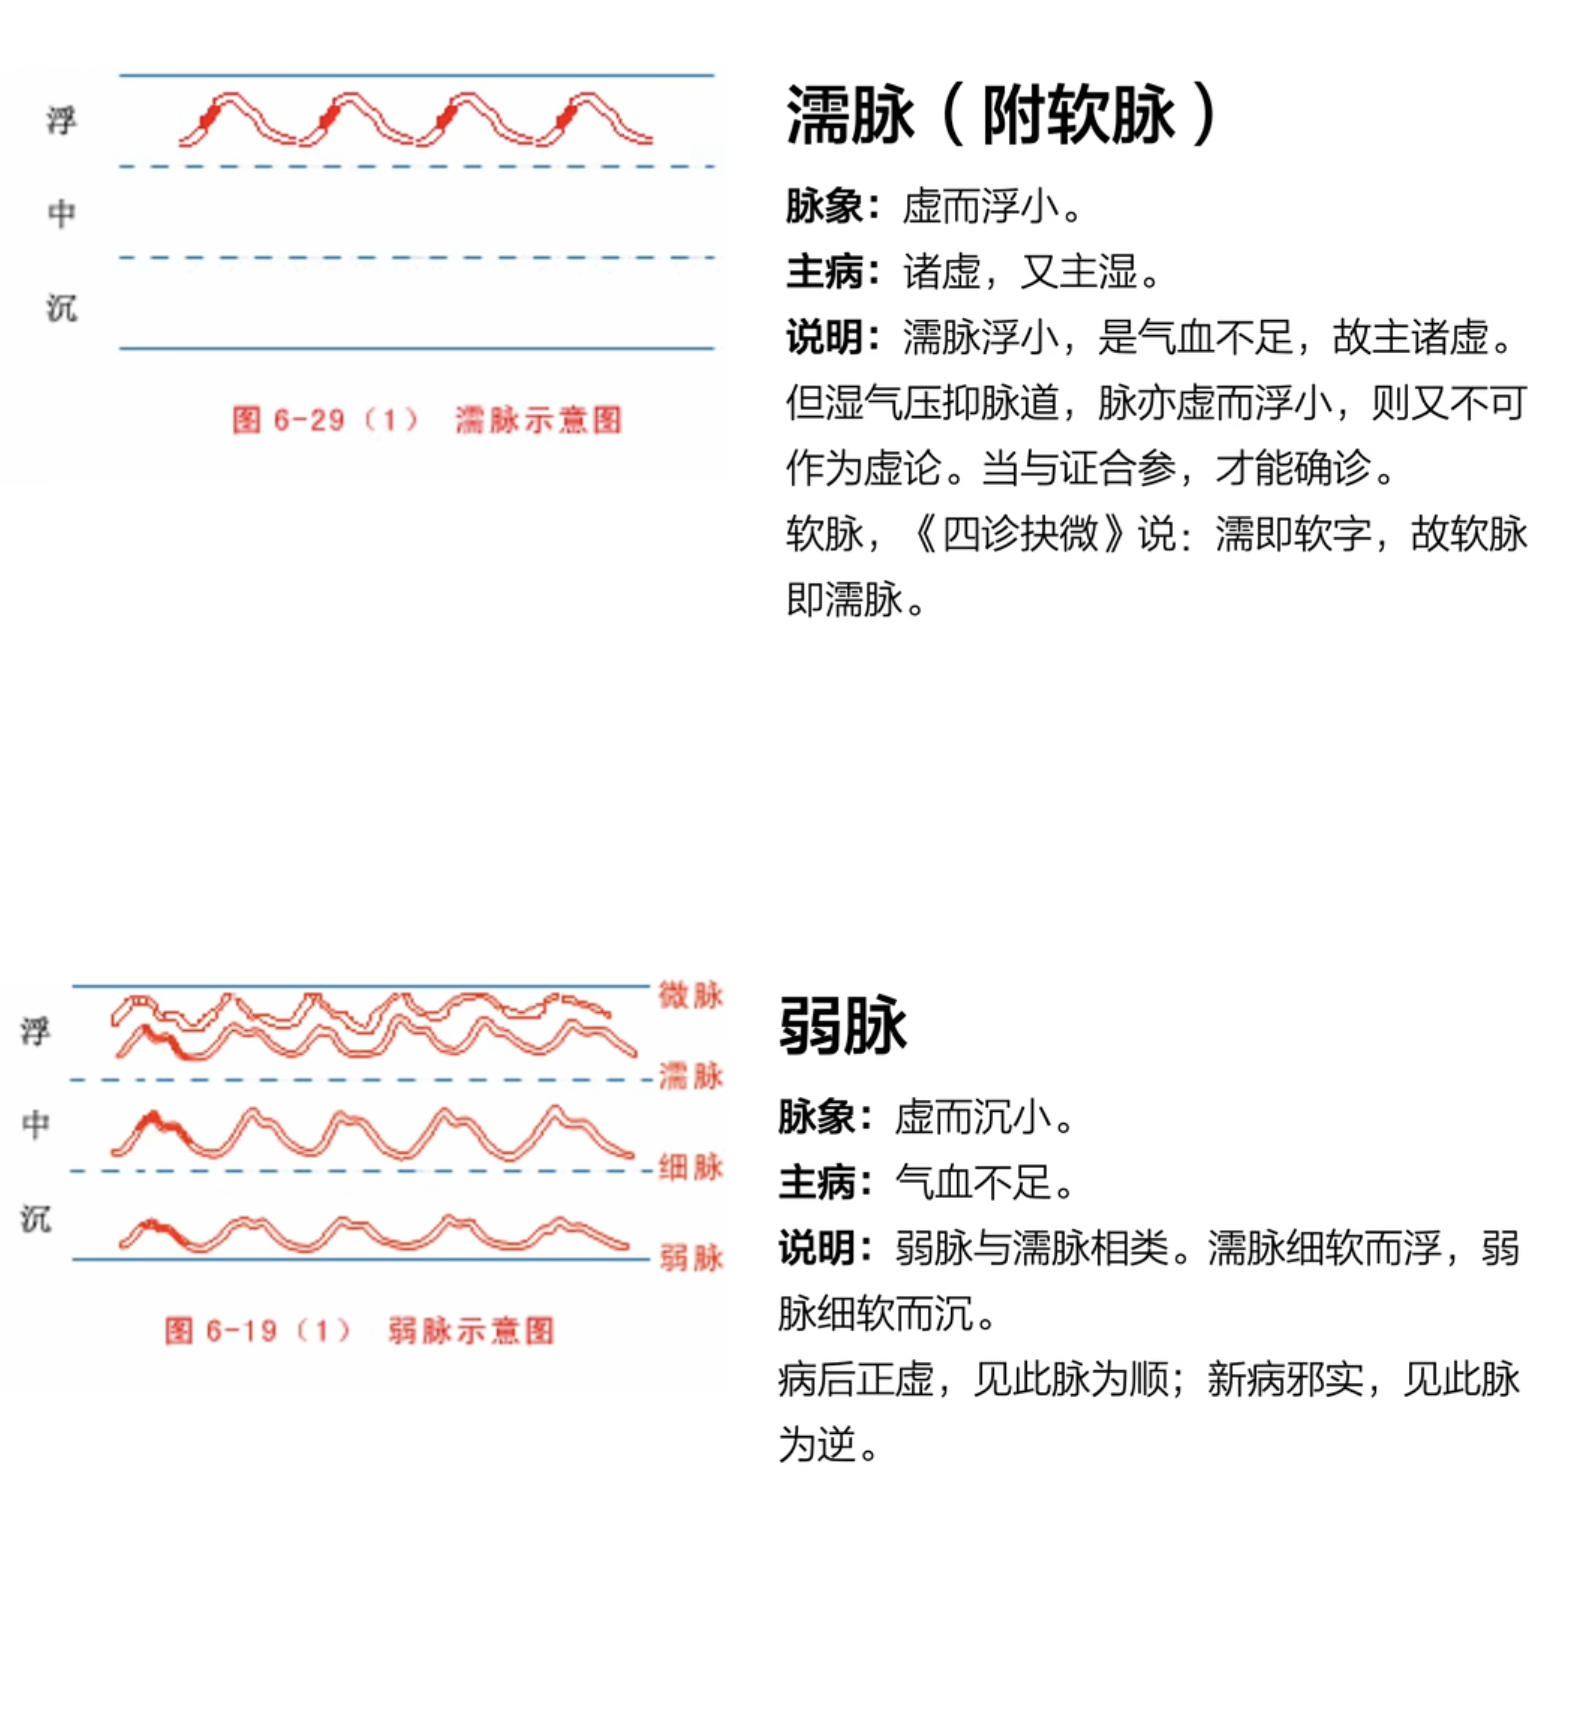 浮
中
沉
图 6-29（1） 濡脉示意图
濡脉（附软脉）
脉象：虚而浮小。
主病：诸虚，又主湿。
说明：濡脉浮小，是气血不足，故主诸虚。
但湿气压抑脉道，脉亦虚而浮小，则又不可
作为虚论。当与证合参，才能确诊。
软脉，《四诊抉微》说：濡即软字，故软脉
即濡脉。
浮
中
沉
微脉
濡脉
细脉
弱脉
图 6-19（1） 弱脉示意图
弱脉
脉象：虚而沉小。
主病：气血不足。
说明：弱脉与濡脉相类。濡脉细软而浮，弱
脉细软而沉。
病后正虚，见此脉为顺；新病邪实，见此脉
为逆。